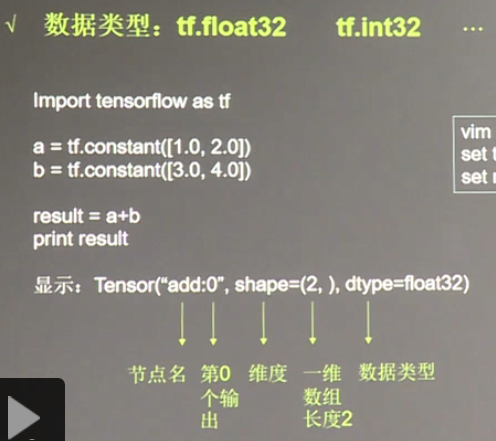 √ 数据类型：tf.float32 tf.int32 …
Import tensorflow as tf
a = tf.constant([1.0, 2.0])
b = tf.constant([3.0, 4.0])
vim
set
set
result = a+b
print result
显示：Tensor(“add:0”, shape=(2, ), dtype=float32)
节点名 第0个输出 维度 一维数组长度2 数据类型